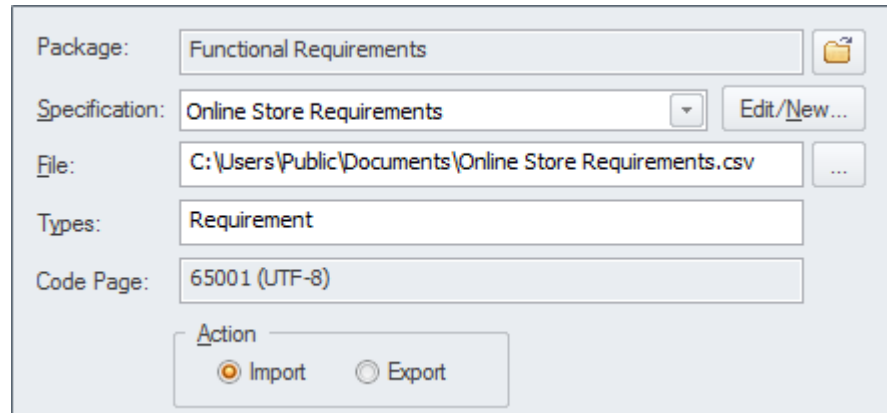 Package: Functional Requirements
Specification: Online Store Requirements Edit/New...
File: C:\Users\Public\Documents\Online Store Requirements.csv ...
Types: Requirement
Code Page: 65001 (UTF-8)
Action
Import Export